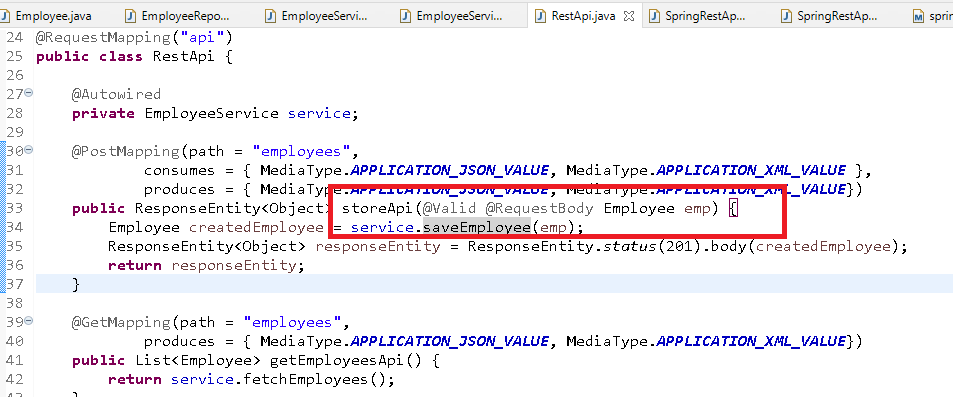 Employee.java EmployeeRepo... EmployeeServi... EmployeeServi... RestApi.java SpringRestAp... SpringRestAp... sprin
24 @RequestMapping("api")
25 public class RestApi {
26
27 @Autowired
28 private EmployeeService service;
29
30 @PostMapping(path = "employees",
31 consumes = { MediaType.APPLICATION_JSON_VALUE, MediaType.APPLICATION_XML_VALUE },
32 produces = { MediaType.APPLICATION_JSON_VALUE, MediaType.APPLICATION_XML_VALUE})
33 public ResponseEntity<Object> storeApi(@Valid @RequestBody Employee emp) {
34 Employee createdEmployee = service.saveEmployee(emp);
35 ResponseEntity<Object> responseEntity = ResponseEntity.status(201).body(createdEmployee);
36 return responseEntity;
37 }
38
39 @GetMapping(path = "employees",
40 produces = { MediaType.APPLICATION_JSON_VALUE, MediaType.APPLICATION_XML_VALUE})
41 public List<Employee> getEmployeesApi() {
42 return service.fetchEmployees();